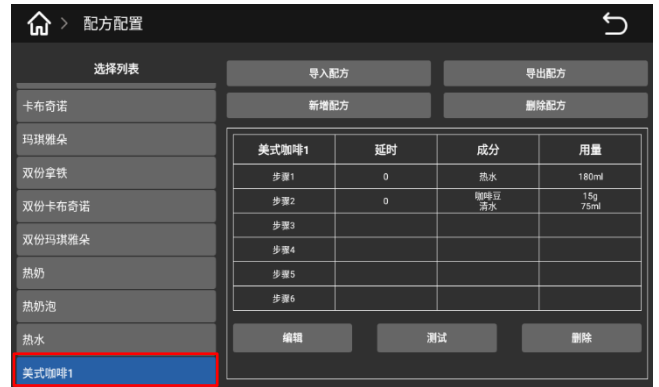 > 配方配置
选择列表
卡布奇诺
玛琪雅朵
双份拿铁
双份卡布奇诺
双份玛琪雅朵
热奶
热奶泡
热水
美式咖啡1
导入配方 导出配方
新增配方 删除配方
美式咖啡1 延时 成分 用量
步骤1 0 热水 180ml
步骤2 0 咖啡豆 15g
清水 75ml
步骤3
步骤4
步骤5
步骤6
编辑 测试 删除